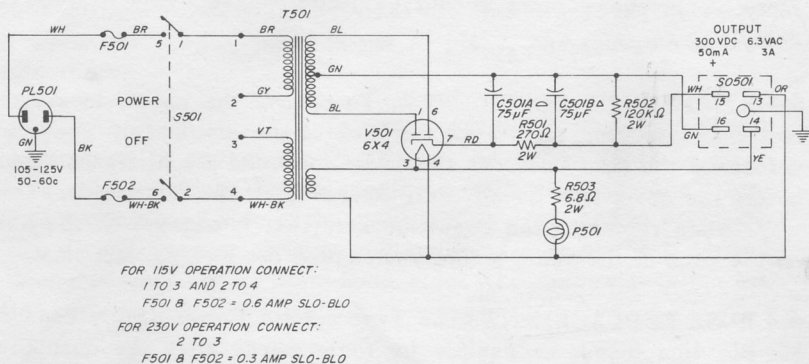 T501
WH
F501
BR
5
1
BR
1
BL
GN
GY
2
VT
3
BL
PL501
GN
105-125V
50-60c
BK
POWER
OFF
S501
F502
WH-BK
6
2
4
WH-BK
V501
6X4
1
6
7
3
4
RD
C501A
75µF
C501B
75µF
R501
270Ω
2W
R502
120KΩ
2W
R503
6.8Ω
2W
P501
OUTPUT
300VDC 6.3VAC
50mA 3A
+
SO501
WH
15
13
OR
16
14
GN
YE
FOR 115V OPERATION CONNECT:
1 TO 3 AND 2 TO 4
F501 & F502 = 0.6 AMP SLO-BLO
FOR 230V OPERATION CONNECT:
2 TO 3
F501 & F502 = 0.3 AMP SLO-BLO